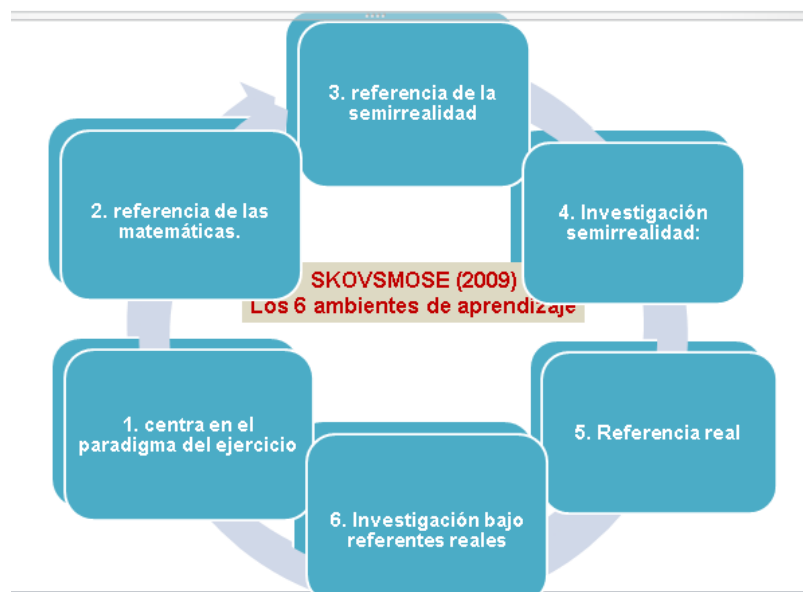 3. referencia de la
semirrealidad
2. referencia de las
matemáticas.
4. Investigación
semirrealidad:
SKOVSMOSE (2009)
Los 6 ambientes de aprendizaje
1. centra en el
paradigma del ejercicio
5. Referencia real
6. Investigación bajo
referentes reales